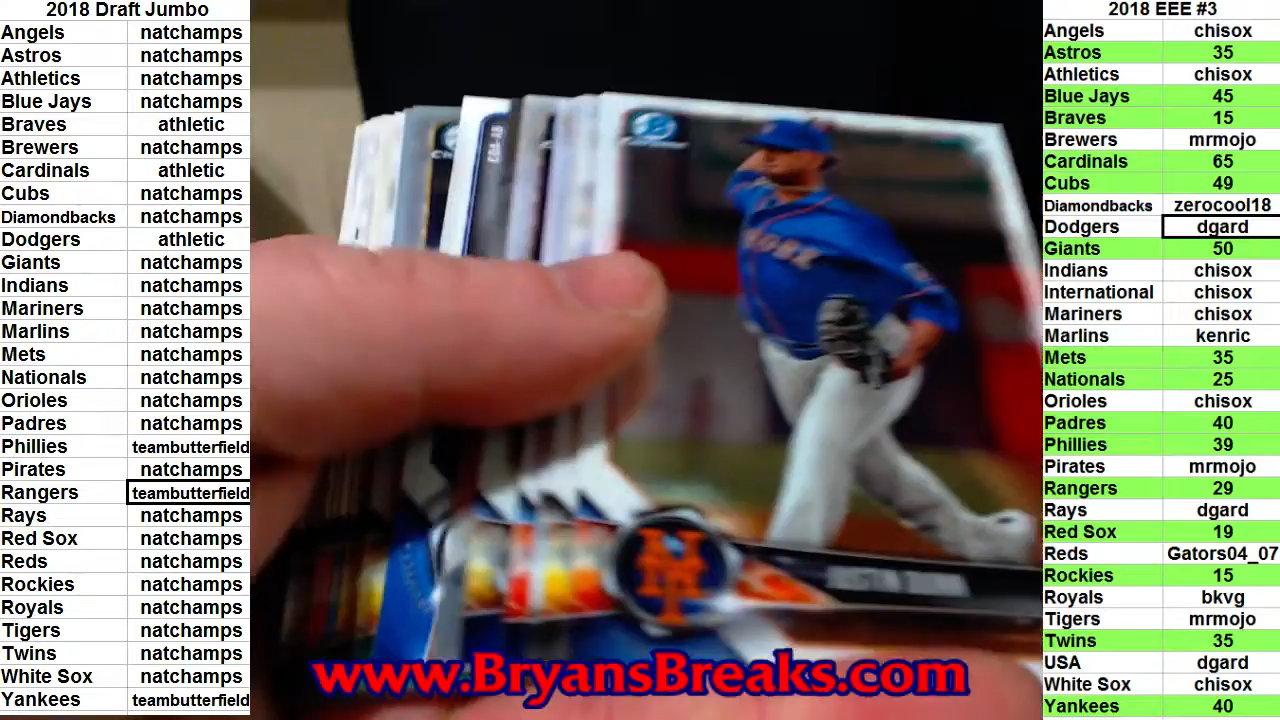 2018 Draft Jumbo
Angels natchamps
Astros natchamps
Athletics natchamps
Blue Jays natchamps
Braves athletic
Brewers natchamps
Cardinals athletic
Cubs natchamps
Diamondbacks natchamps
Dodgers athletic
Giants natchamps
Indians natchamps
Mariners natchamps
Marlins natchamps
Mets natchamps
Nationals natchamps
Orioles natchamps
Padres natchamps
Phillies teambutterfield
Pirates natchamps
Rangers teambutterfield
Rays natchamps
Red Sox natchamps
Reds natchamps
Rockies natchamps
Royals natchamps
Tigers natchamps
Twins natchamps
White Sox natchamps
Yankees teambutterfield
www.BryansBreaks.com
2018 EEE #3
Angels chisox
Astros 35
Athletics chisox
Blue Jays 45
Braves 15
Brewers mrmojo
Cardinals 65
Cubs 49
Diamondbacks zerocool18
Dodgers dgard
Giants 50
Indians chisox
International chisox
Mariners chisox
Marlins kenric
Mets 35
Nationals 25
Orioles chisox
Padres 40
Phillies 39
Pirates mrmojo
Rangers 29
Rays dgard
Red Sox 19
Reds Gators04_07
Rockies 15
Royals bkvg
Tigers mrmojo
Twins 35
USA dgard
White Sox chisox
Yankees 40